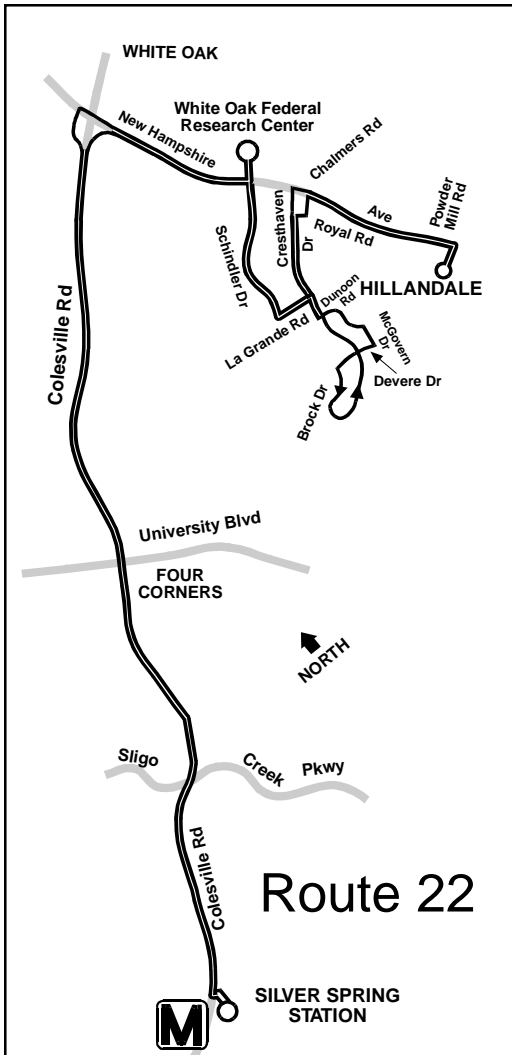 WHITE OAK
White Oak Federal
Research Center
New Hampshire
Chalmers Rd
Ave
Powder
Mill Rd
Cresthaven
Dr
Royal Rd
Schindler Dr
HILLANDALE
Dunoon
Rd
La Grande Rd
McGovern
Dr
Devere Dr
Brock Dr
Colesville Rd
University Blvd
FOUR
CORNERS
NORTH
Sligo
Creek
Pkwy
Colesville Rd
Route 22
SILVER SPRING
STATION
M